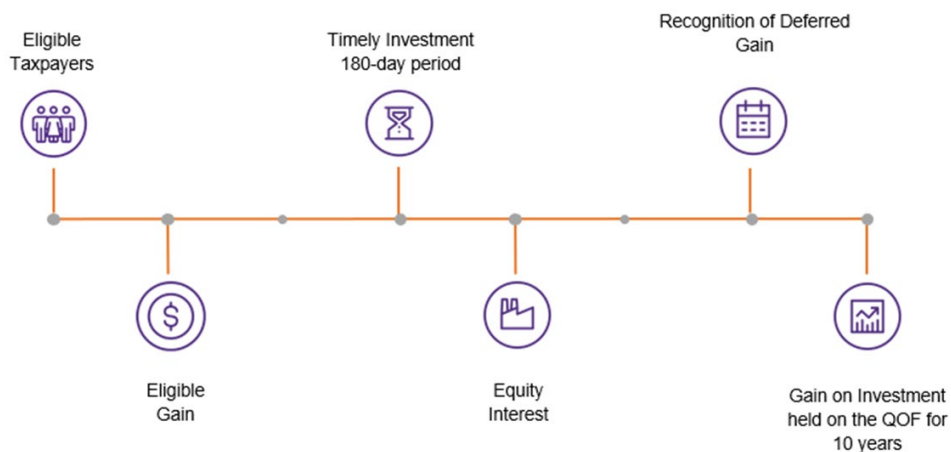 Eligible
Taxpayers
Eligible
Gain
Timely Investment
180-day period
Equity
Interest
Recognition of Deferred
Gain
Gain on Investment
held on the QOF for
10 years